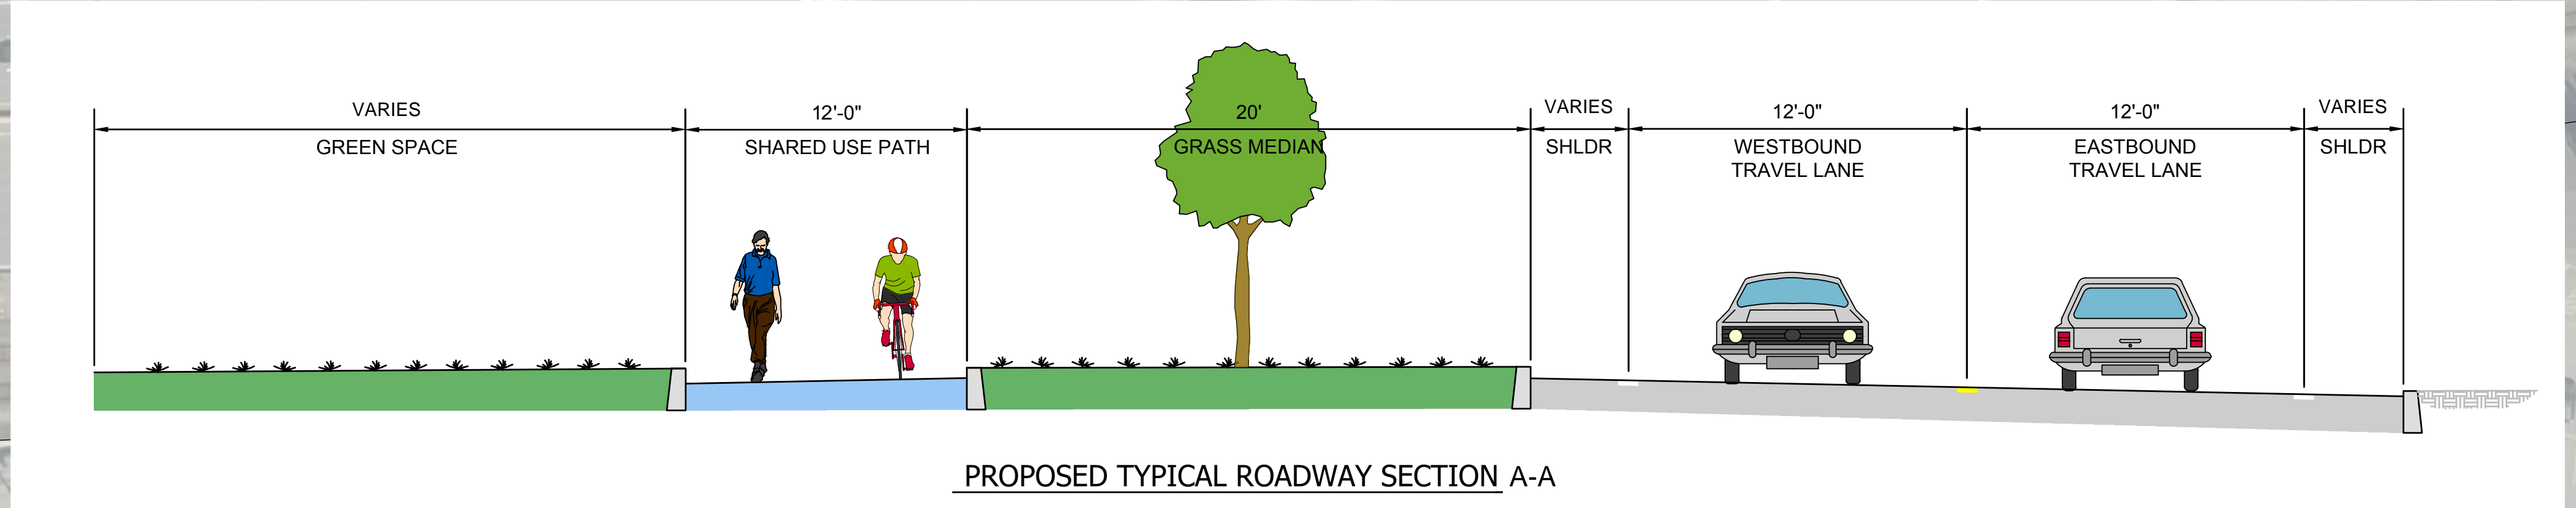 VARIES
GREEN SPACE
12'-0"
SHARED USE PATH
20'
GRASS MEDIAN
VARIES
SHLDR
12'-0"
WESTBOUND
TRAVEL LANE
12'-0"
EASTBOUND
TRAVEL LANE
VARIES
SHLDR
PROPOSED TYPICAL ROADWAY SECTION A-A